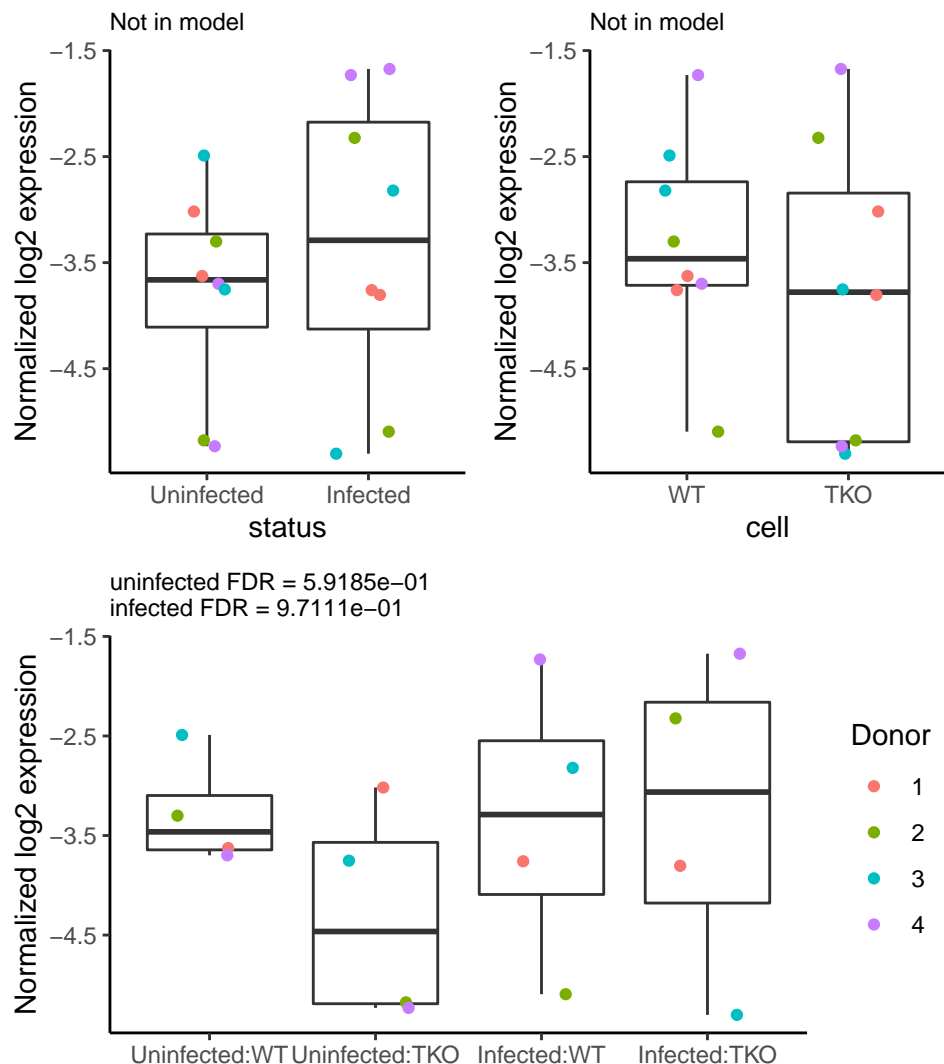 Not in model
Normalized log2 expression
−1.5
−2.5
−3.5
−4.5
Uninfected Infected
status
Not in model
Normalized log2 expression
−1.5
−2.5
−3.5
−4.5
WT TKO
cell
uninfected FDR = 5.9185e−01
infected FDR = 9.7111e−01
Normalized log2 expression
−1.5
−2.5
−3.5
−4.5
Uninfected:WT Uninfected:TKO Infected:WT Infected:TKO
Donor
1
2
3
4